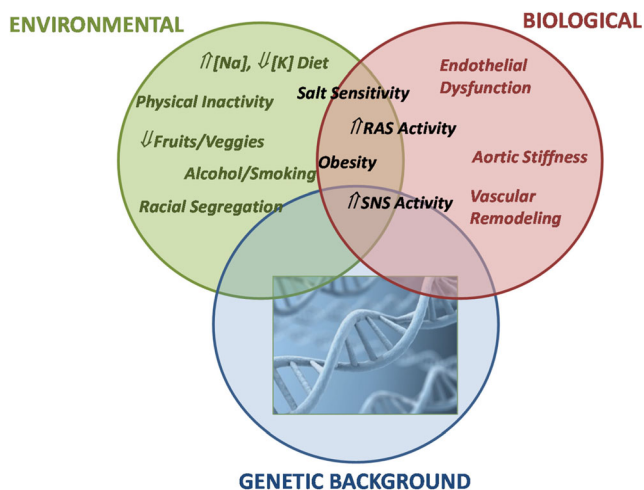 ENVIRONMENTAL
BIOLOGICAL
⇑[Na], ⇓[K] Diet
Physical Inactivity
⇓Fruits/Veggies
Alcohol/Smoking
Racial Segregation
Salt Sensitivity
⇑RAS Activity
Obesity
⇑SNS Activity
Endothelial
Dysfunction
Aortic Stiffness
Vascular
Remodeling
GENETIC BACKGROUND